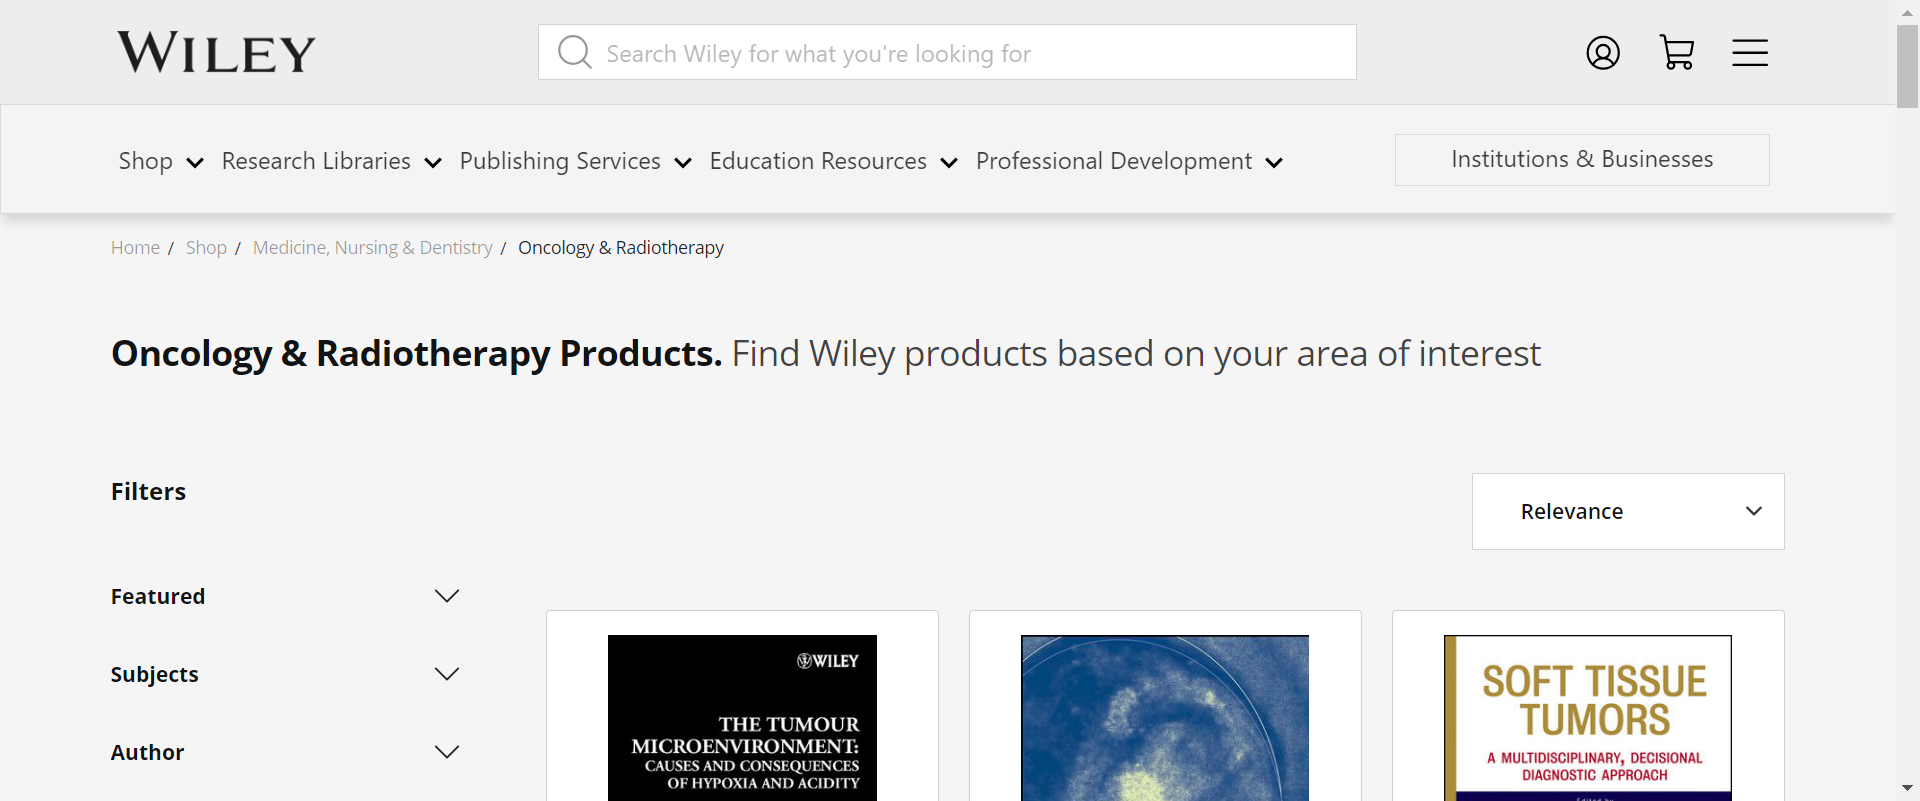 WILEY
Search Wiley for what you're looking for
Shop Research Libraries Publishing Services Education Resources Professional Development Institutions & Businesses
Home / Shop / Medicine, Nursing & Dentistry / Oncology & Radiotherapy
Oncology & Radiotherapy Products. Find Wiley products based on your area of interest
Filters
Relevance
Featured
Subjects
Author
WILEY
THE TUMOUR
MICROENVIRONMENT:
CAUSES AND CONSEQUENCES
OF HYPOXIA AND ACIDITY
SOFT TISSUE
TUMORS
A MULTIDISCIPLINARY, DECISIONAL
DIAGNOSTIC APPROACH